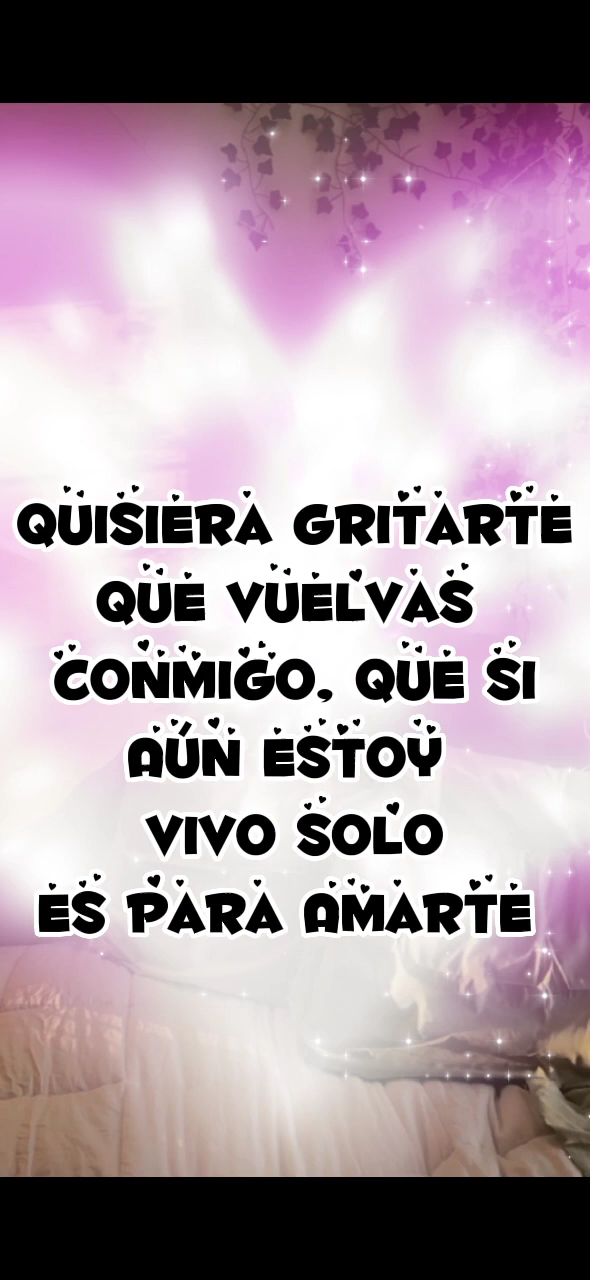 QUISIERA GRITARTE
QUE VUELVAS
CONMIGO, QUE SI
AÚN ESTOY
VIVO SOLO
ES PARA AMARTE